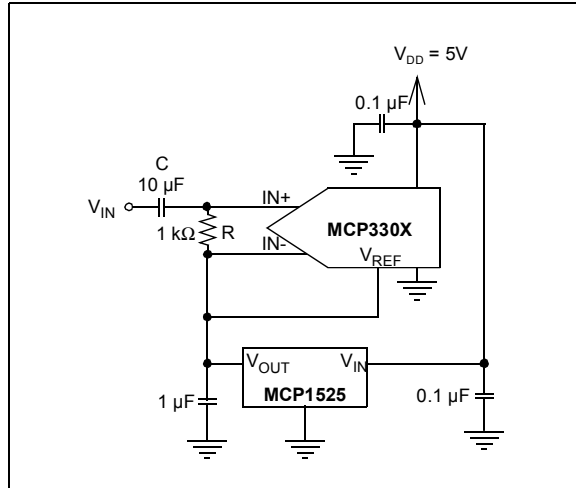 V_DD = 5V
0.1 µF
C
10 µF
IN+
V_IN
MCP330X
1 kΩ
R
IN-
V_REF
V_OUT
V_IN
MCP1525
1 µF
0.1 µF